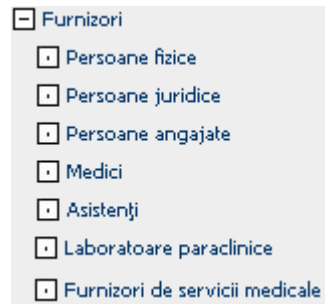 Furnizori
Persoane fizice
Persoane juridice
Persoane angajate
Medici
Asistenţi
Laboratoare paraclinice
Furnizori de servicii medicale